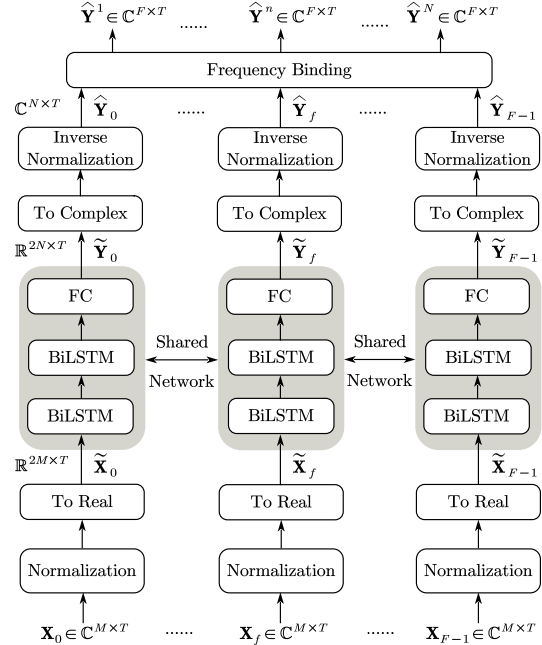 Ŷ¹ ∈ ℂ^{F×T} ...... Ŷⁿ ∈ ℂ^{F×T} ...... Ŷᴺ ∈ ℂ^{F×T}
Frequency Binding
ℂ^{N×T} Ŷ₀ ...... Ŷ_f ...... Ŷ_{F−1}
Inverse Normalization Inverse Normalization Inverse Normalization
To Complex To Complex To Complex
ℝ^{2N×T} Ỹ₀ Ỹ_f Ỹ_{F−1}
FC FC FC
Shared Shared
BiLSTM BiLSTM BiLSTM
Network Network
BiLSTM BiLSTM BiLSTM
ℝ^{2M×T} X̃₀ X̃_f X̃_{F−1}
To Real To Real To Real
Normalization Normalization Normalization
X₀ ∈ ℂ^{M×T} ...... X_f ∈ ℂ^{M×T} ...... X_{F−1} ∈ ℂ^{M×T}